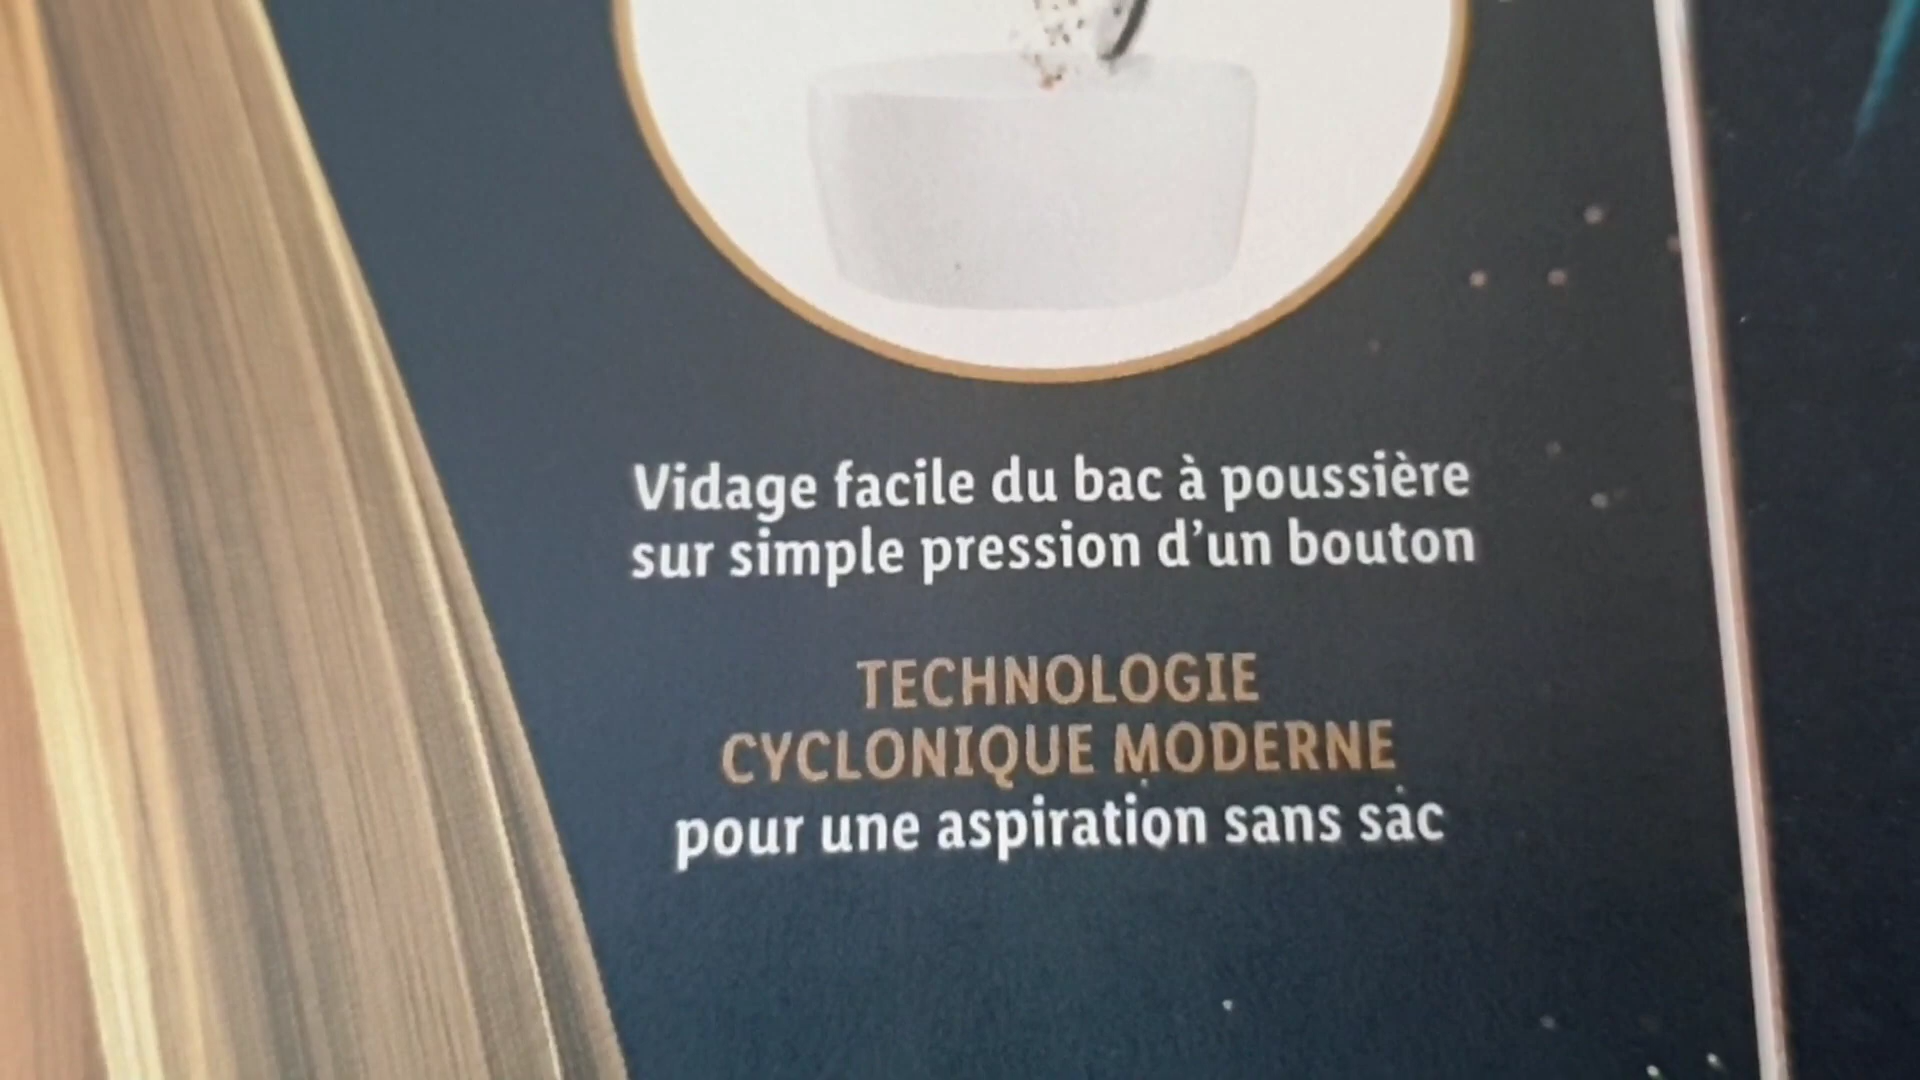 Vidage facile du bac à poussière
sur simple pression d’un bouton
TECHNOLOGIE
CYCLONIQUE MODERNE
pour une aspiration sans sac